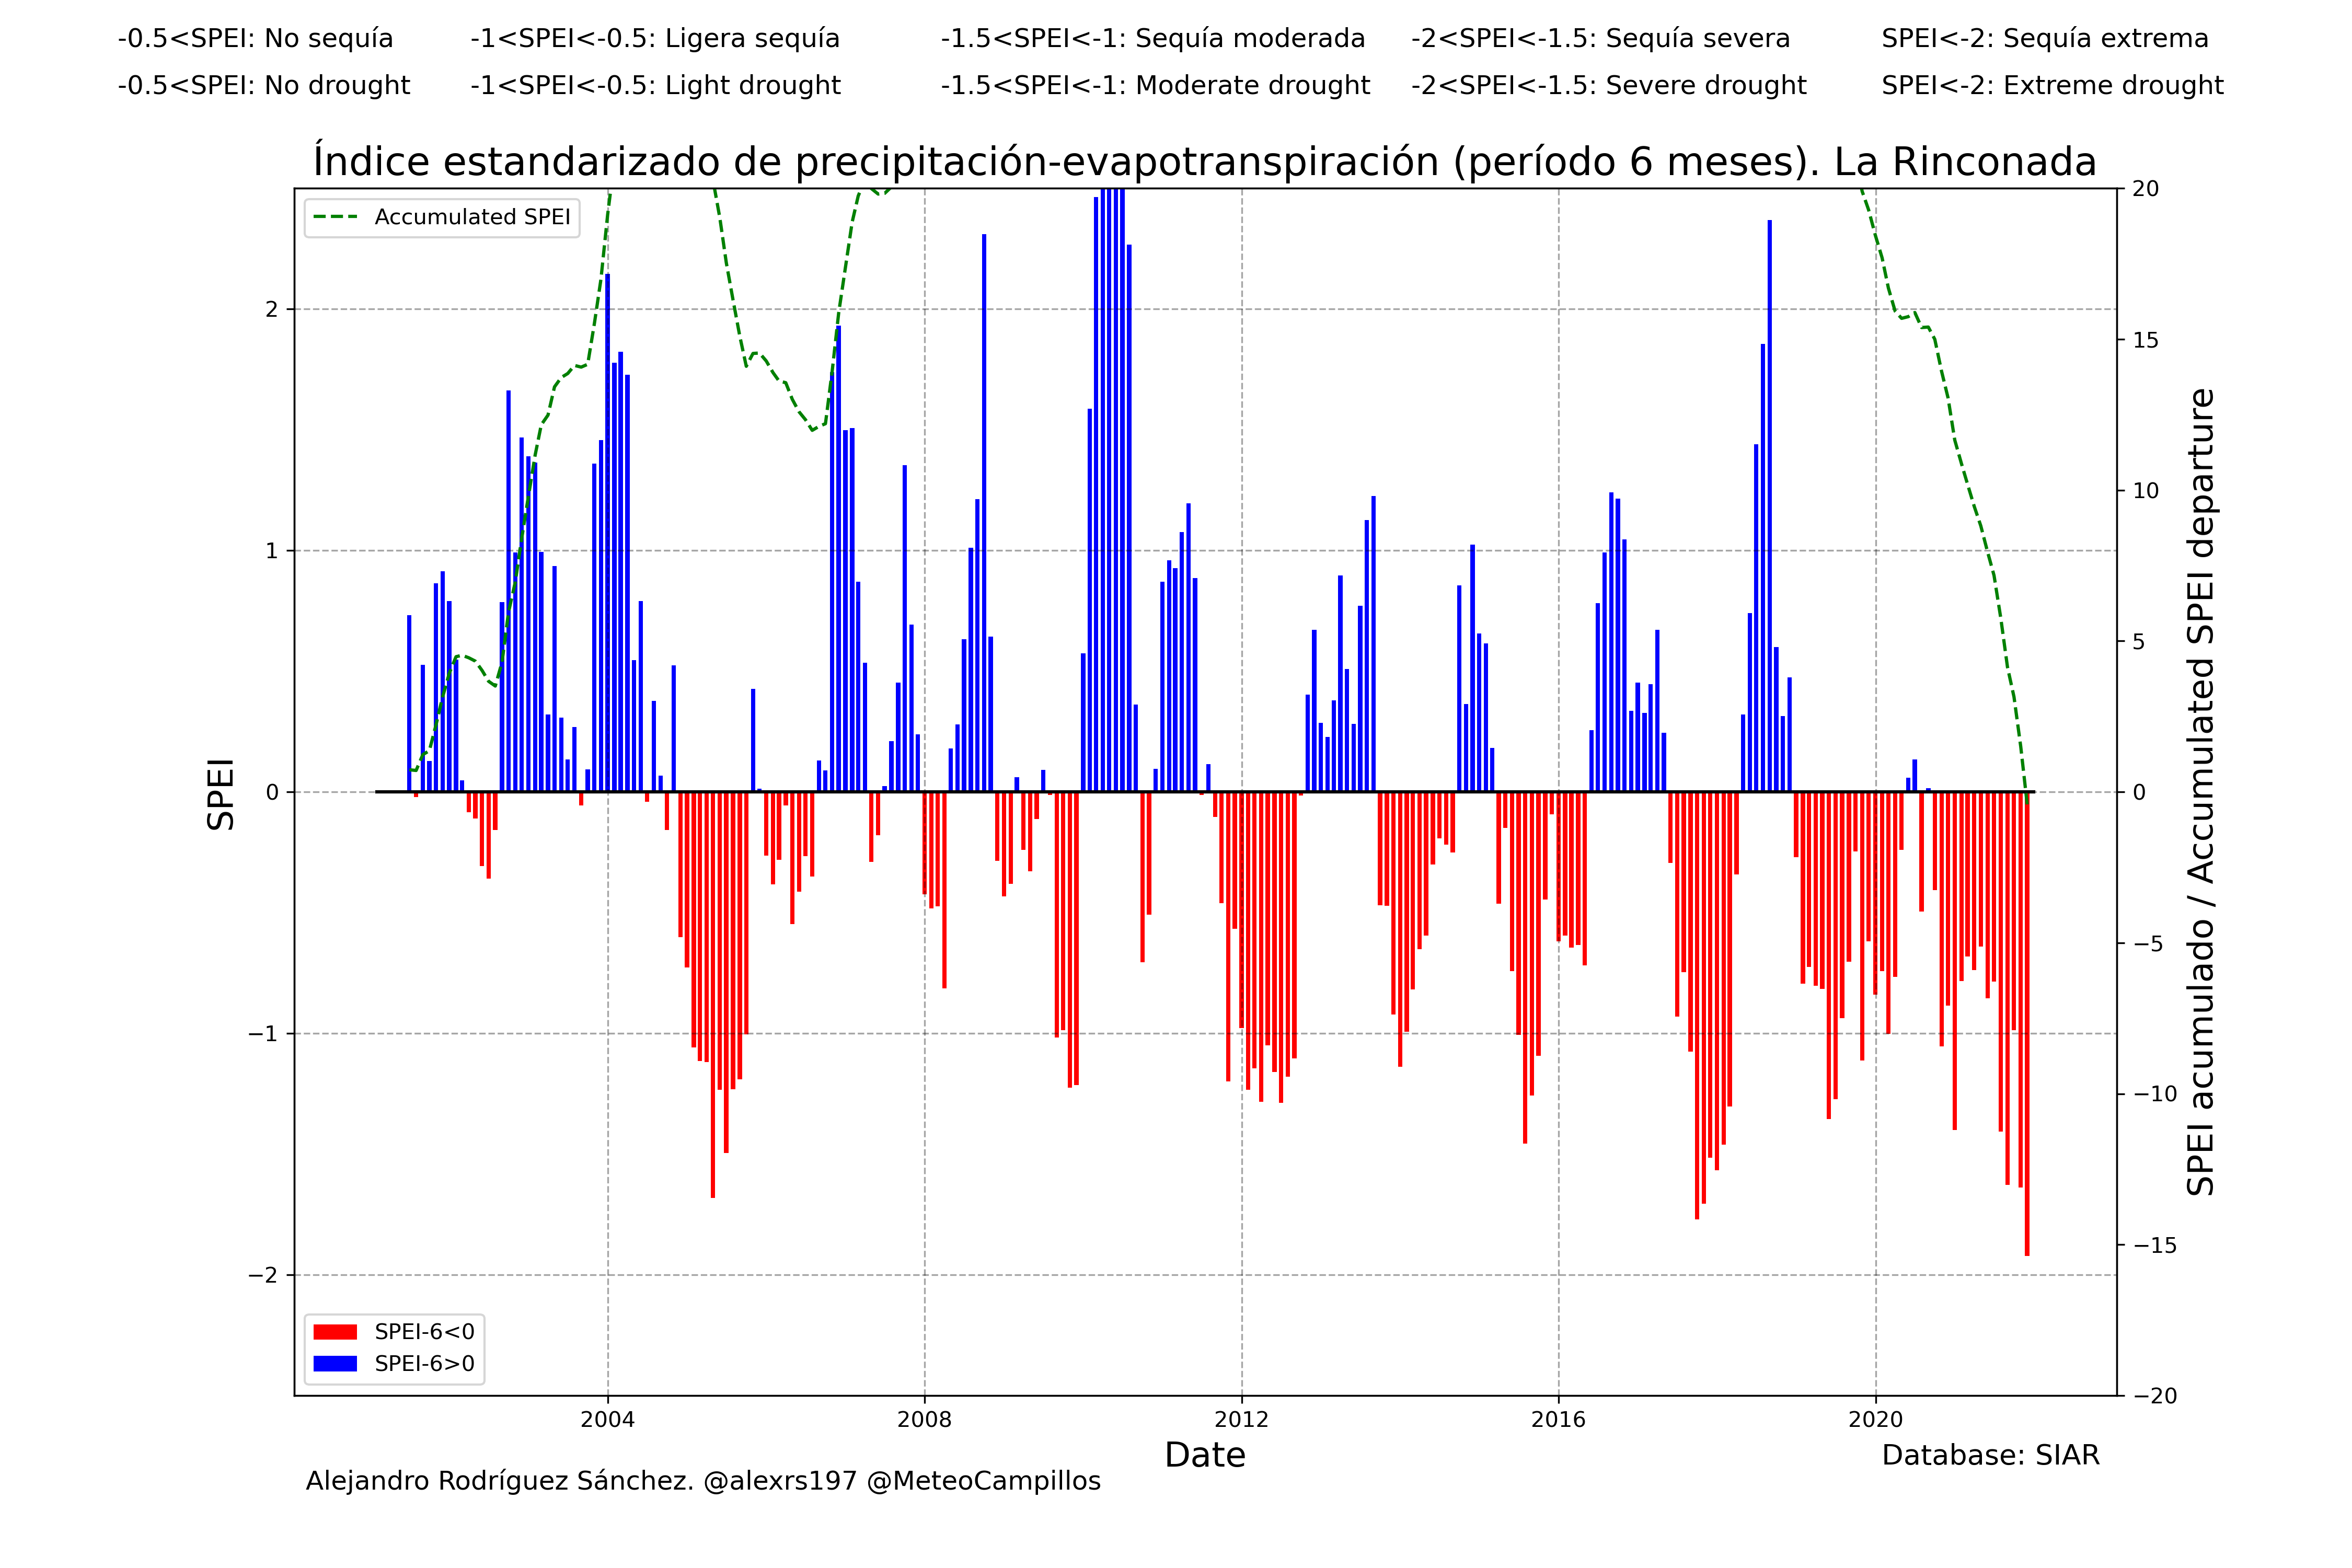 -0.5<SPEI: No sequía
-1<SPEI<-0.5: Ligera sequía
-1.5<SPEI<-1: Sequía moderada
-2<SPEI<-1.5: Sequía severa
SPEI<-2: Sequía extrema
-0.5<SPEI: No drought
-1<SPEI<-0.5: Light drought
-1.5<SPEI<-1: Moderate drought
-2<SPEI<-1.5: Severe drought
SPEI<-2: Extreme drought
Índice estandarizado de precipitación-evapotranspiración (período 6 meses). La Rinconada
Accumulated SPEI
2
1
0
−1
−2
SPEI
20
15
10
5
0
−5
−10
−15
−20
SPEI acumulado / Accumulated SPEI departure
SPEI-6<0
SPEI-6>0
2004
2008
2012
2016
2020
Date
Database: SIAR
Alejandro Rodríguez Sánchez. @alexrs197 @MeteoCampillos